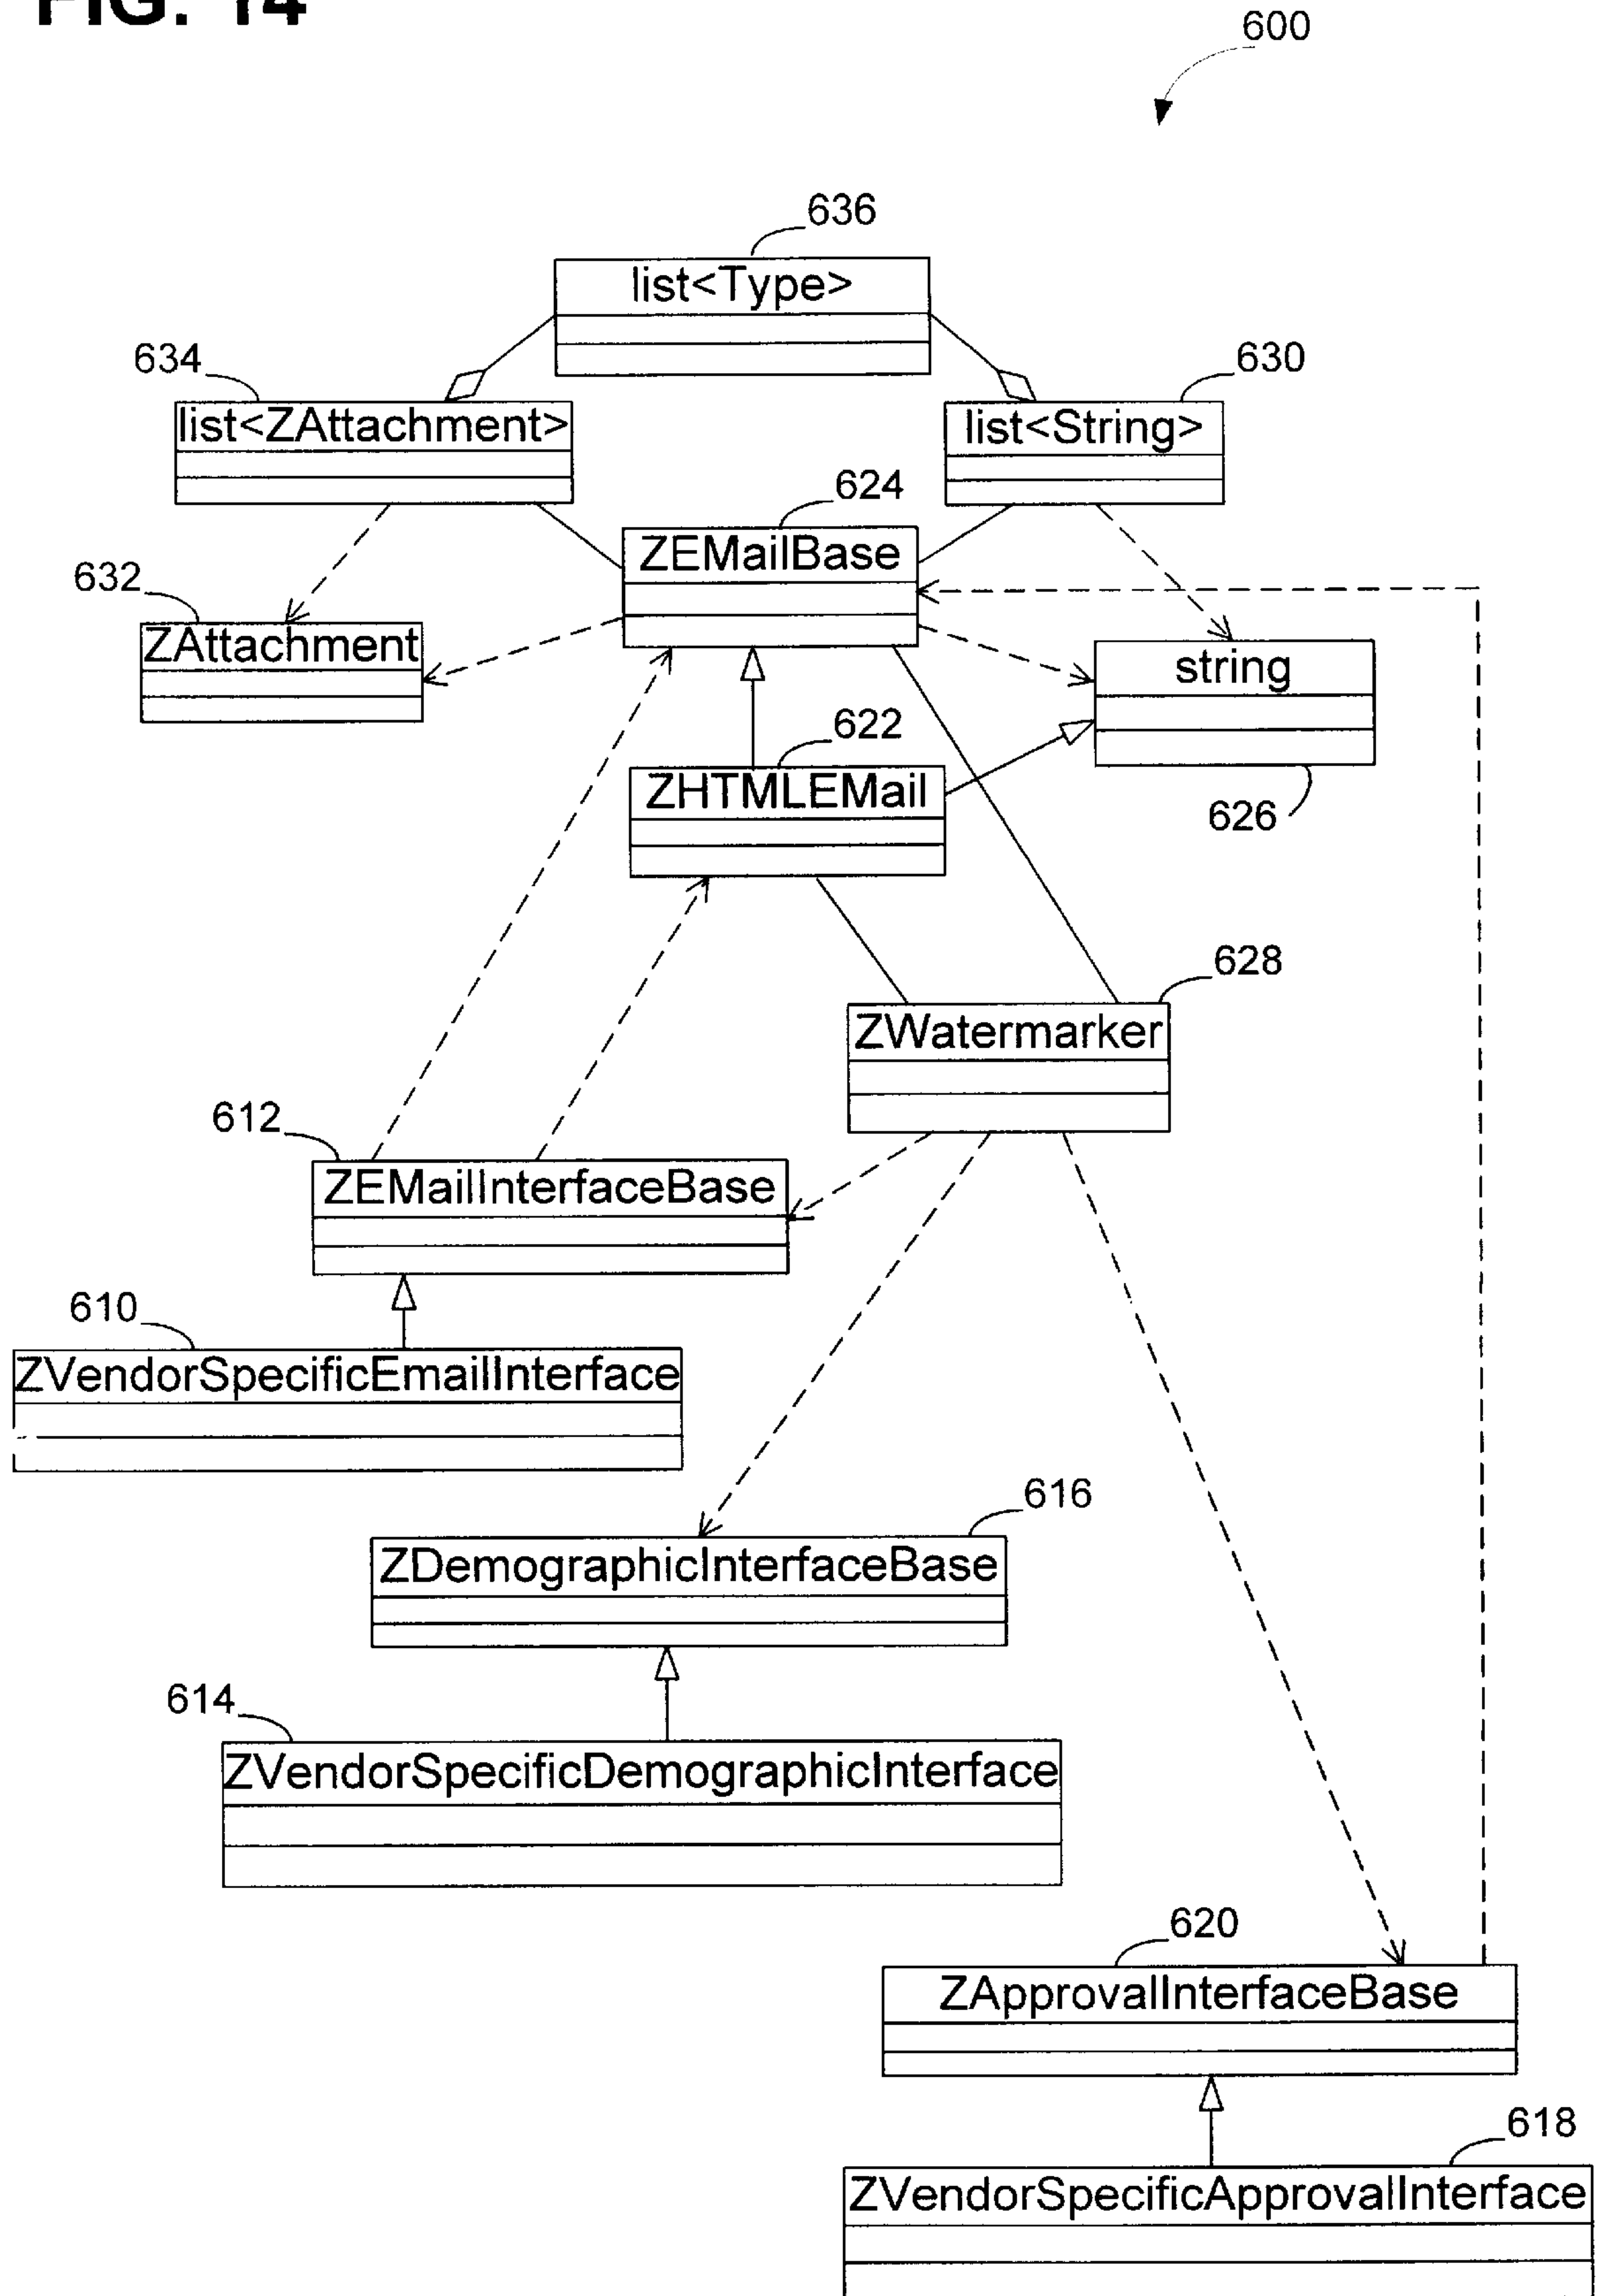 FIG. 14
600
636
list<Type>
634
630
list<ZAttachment>
list<String>
624
ZEMailBase
632
ZAttachment
string
622
ZHTMLEMail
626
628
ZWatermarker
612
ZEMailInterfaceBase
610
ZVendorSpecificEmailInterface
616
ZDemographicInterfaceBase
614
ZVendorSpecificDemographicInterface
620
ZApprovalInterfaceBase
618
ZVendorSpecificApprovalInterface